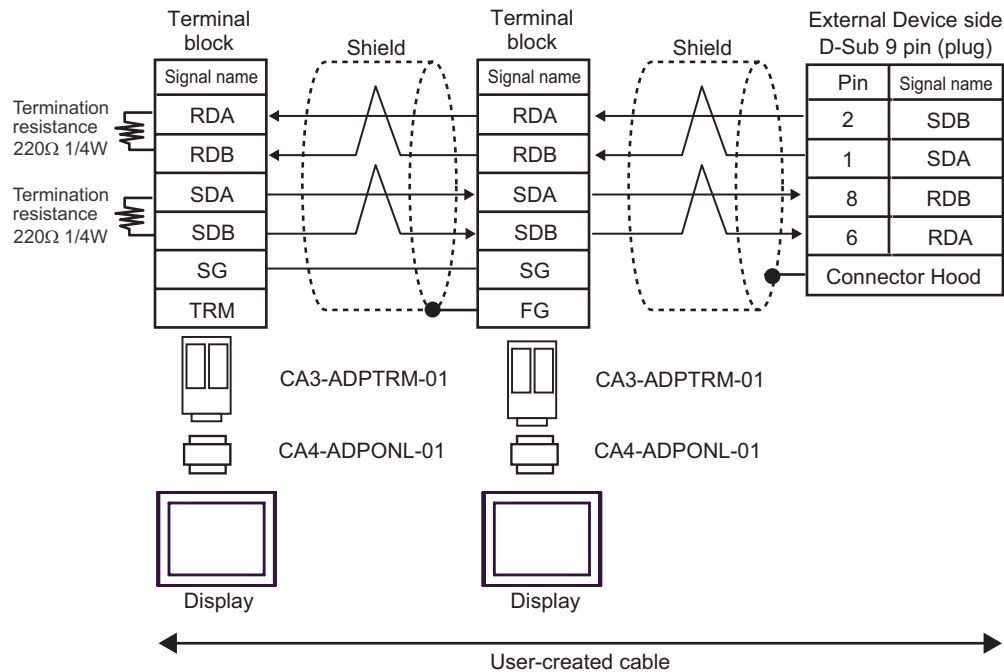 Terminal
block
Shield
Terminal
block
Shield
External Device side
D-Sub 9 pin (plug)
Signal name
Signal name
Pin
Signal name
Termination
resistance
220Ω 1/4W
RDA
RDA
2
SDB
RDB
RDB
1
SDA
Termination
resistance
220Ω 1/4W
SDA
SDA
8
RDB
SDB
SDB
6
RDA
SG
SG
Connector Hood
TRM
FG
CA3-ADPTRM-01
CA3-ADPTRM-01
CA4-ADPONL-01
CA4-ADPONL-01
Display
Display
User-created cable